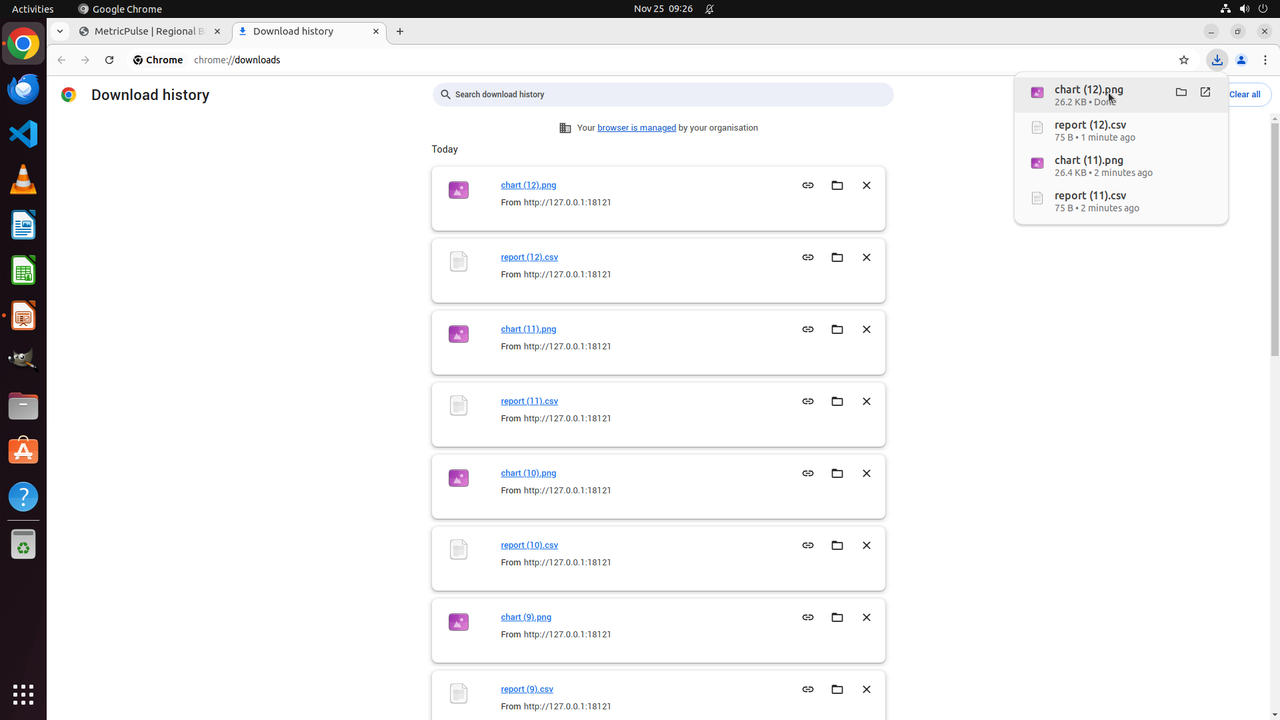 Activities
Google Chrome
Nov 25 09:26
MetricPulse | Regional B
Download history
Chrome
chrome://downloads
Download history
Search download history
Clear all
Your browser is managed by your organisation
Today
chart (12).png
From http://127.0.0.1:18121
report (12).csv
From http://127.0.0.1:18121
chart (11).png
From http://127.0.0.1:18121
report (11).csv
From http://127.0.0.1:18121
chart (10).png
From http://127.0.0.1:18121
report (10).csv
From http://127.0.0.1:18121
chart (9).png
From http://127.0.0.1:18121
report (9).csv
From http://127.0.0.1:18121
chart (12).png
26.2 KB • Done
report (12).csv
75 B • 1 minute ago
chart (11).png
26.4 KB • 2 minutes ago
report (11).csv
75 B • 2 minutes ago